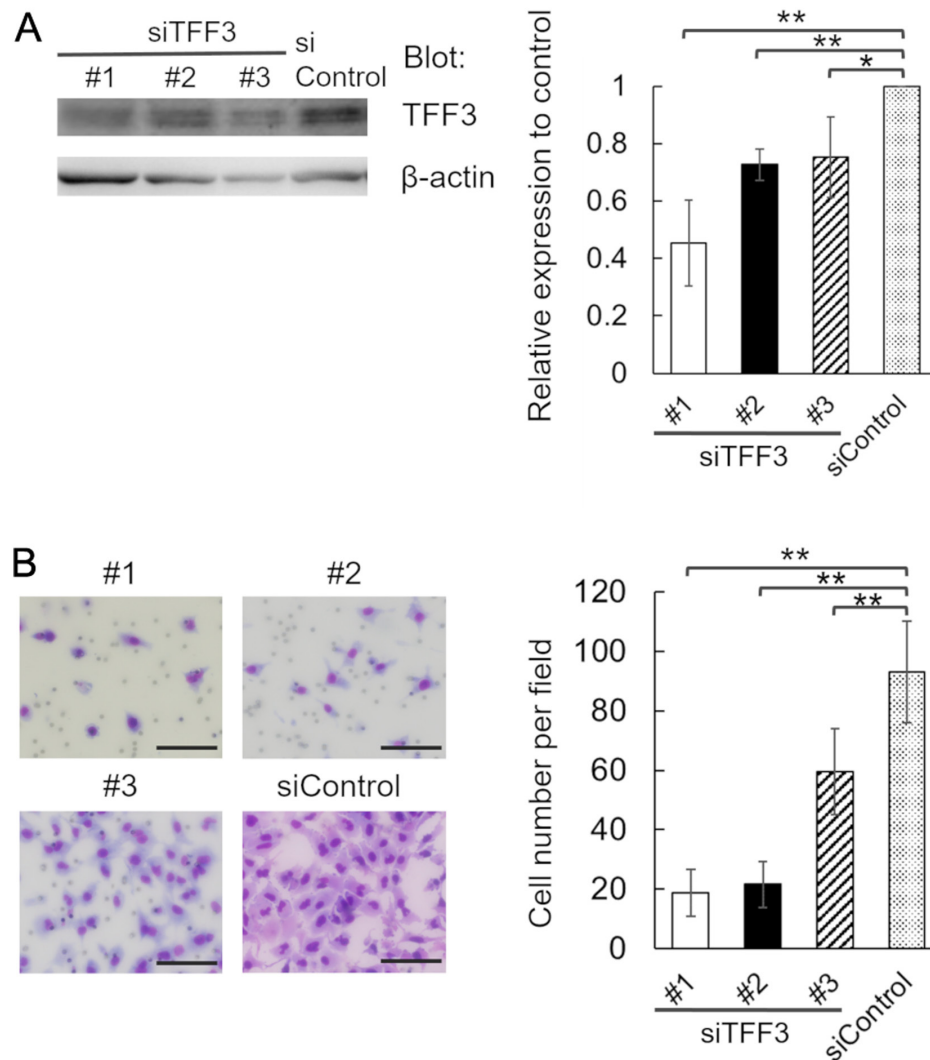 A
siTFF3
si
Control
#1 #2 #3
Blot:
TFF3
β-actin
Relative expression to control
1
0.8
0.6
0.4
0.2
0
**
**
*
#1 #2 #3
siTFF3
siControl
B
#1
#2
#3
siControl
Cell number per field
120
100
80
60
40
20
0
**
**
**
#1 #2 #3
siTFF3
siControl